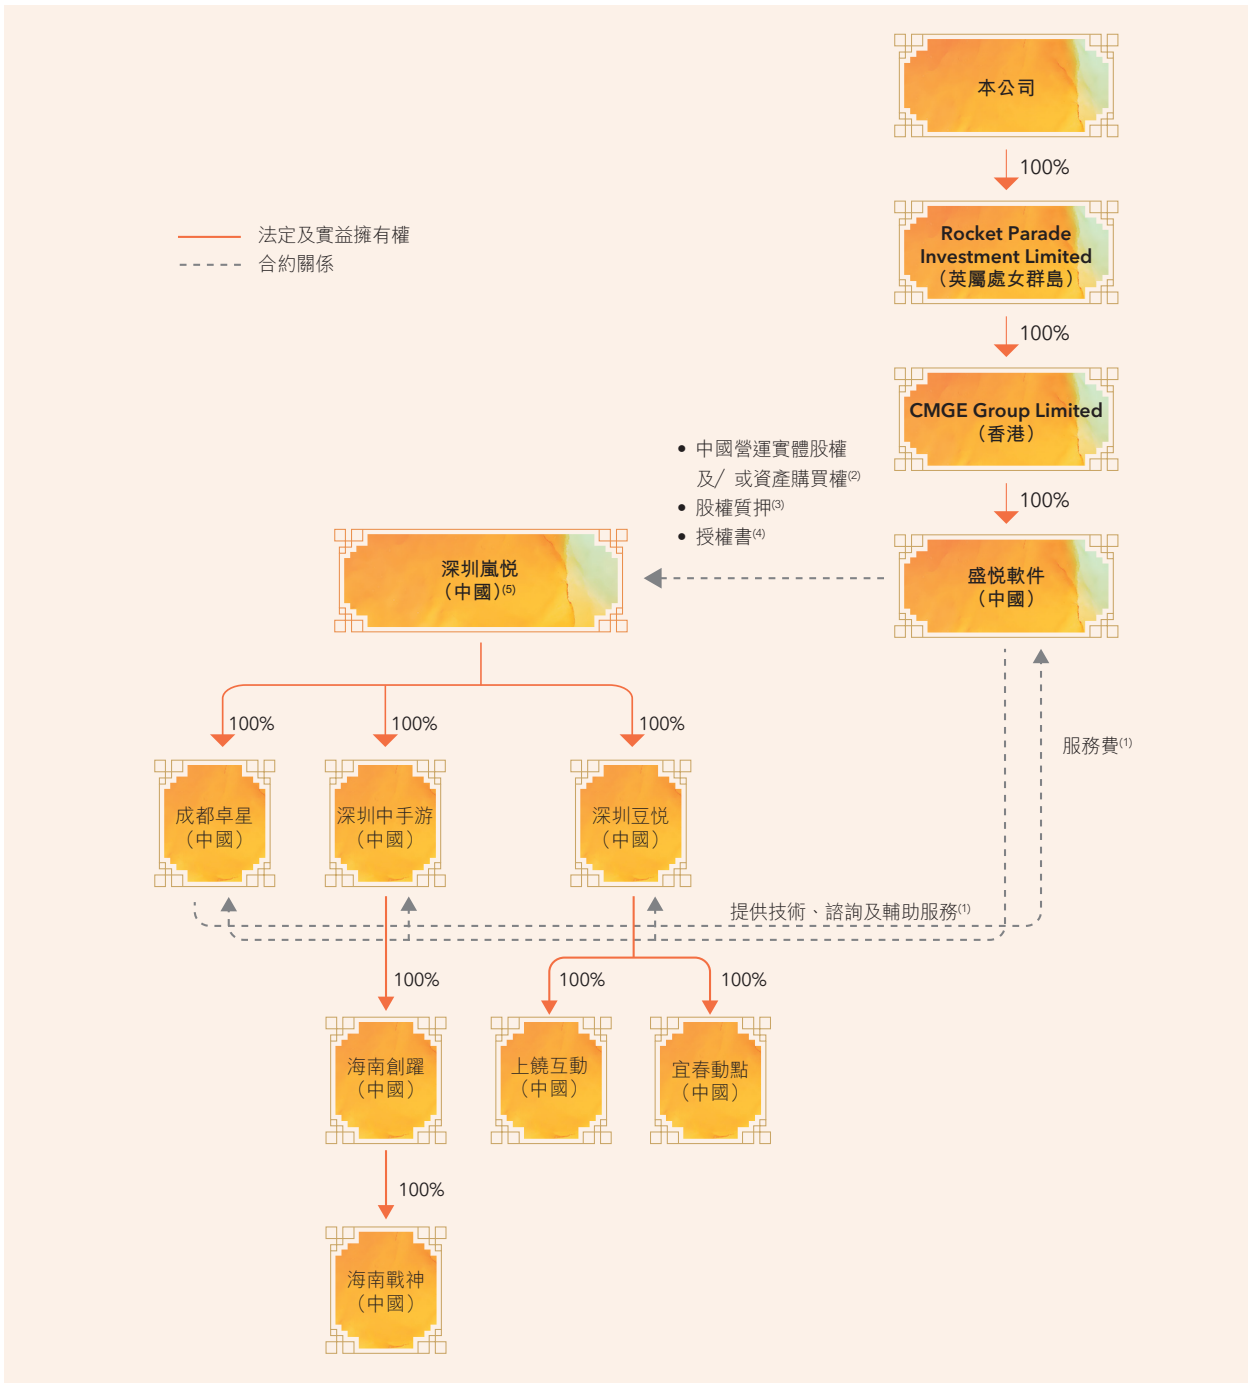 本公司
100%
Rocket Parade
Investment Limited
（英屬處女群島）
法定及實益擁有權
合約關係
100%
CMGE Group Limited
（香港）
• 中國營運實體股權
及/ 或資產購買權(2)
• 股權質押(3)
• 授權書(4)
100%
深圳嵐悦
（中國）(5)
盛悦軟件
（中國）
100%
100%
100%
服務費(1)
成都卓星
（中國）
深圳中手游
（中國）
深圳豆悦
（中國）
提供技術、諮詢及輔助服務(1)
100%
100%
100%
海南創躍
（中國）
上饒互動
（中國）
宜春動點
（中國）
100%
海南戰神
（中國）